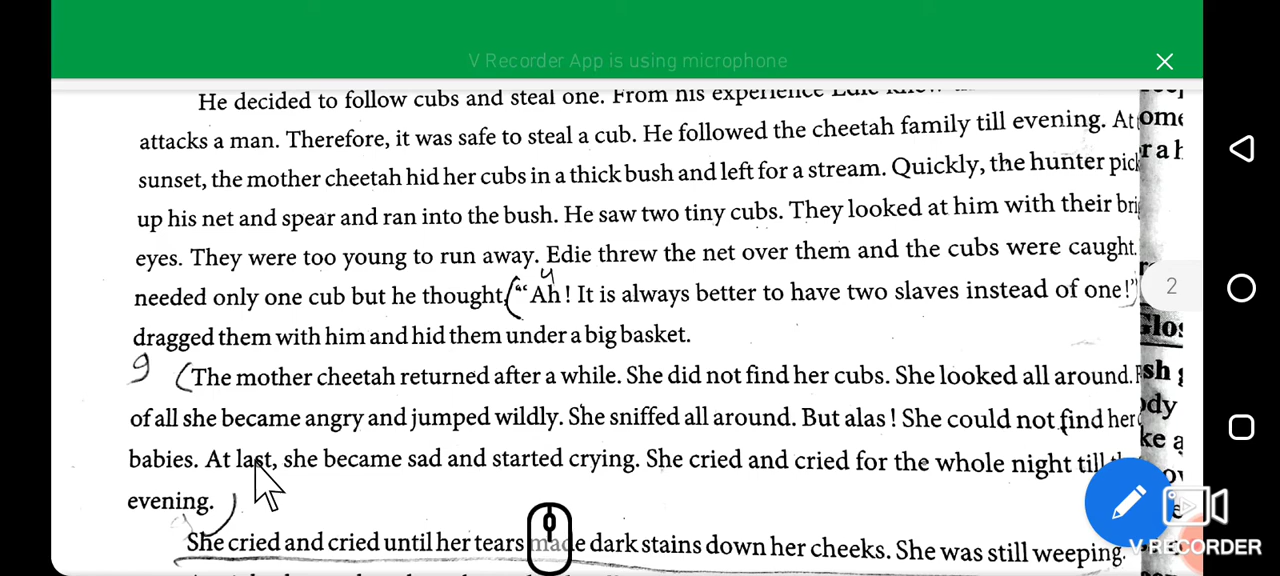 V Recorder App is using microphone
He decided to follow cubs and steal one. From his experience Edie
attacks a man. Therefore, it was safe to steal a cub. He followed the cheetah family till evening. At
sunset, the mother cheetah hid her cubs in a thick bush and left for a stream. Quickly, the hunter pic
up his net and spear and ran into the bush. He saw two tiny cubs. They looked at him with their bri
eyes. They were too young to run away. Edie threw the net over them and the cubs were caught.
4
needed only one cub but he thought, (“Ah! It is always better to have two slaves instead of one!”
dragged them with him and hid them under a big basket.
9 (The mother cheetah returned after a while. She did not find her cubs. She looked all around.
of all she became angry and jumped wildly. She sniffed all around. But alas! She could not find her
babies. At last, she became sad and started crying. She cried and cried for the whole night till
evening. )
She cried and cried until her tears made dark stains down her cheeks. She was still weeping.
2
Glos
V RECORDER